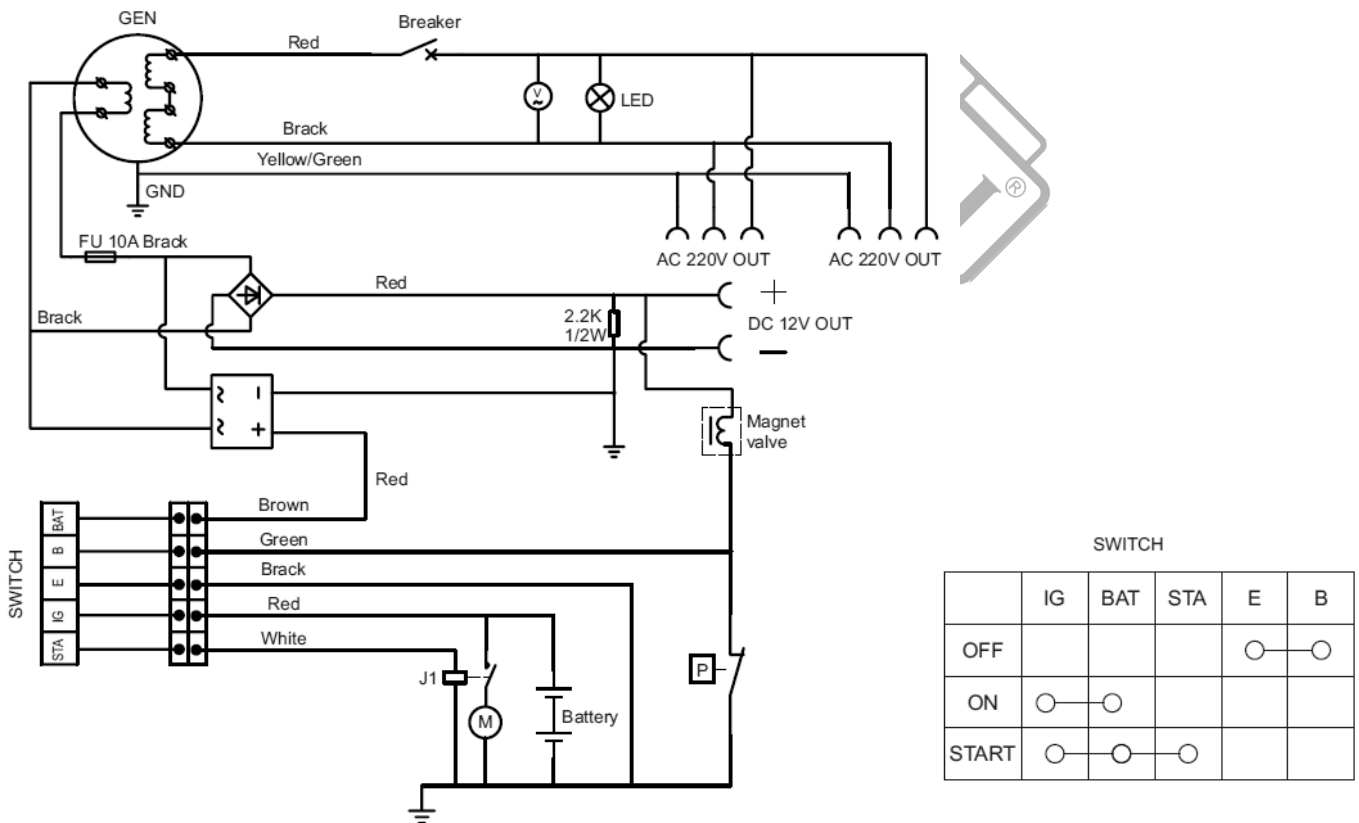 GEN
Breaker
Red
V
LED
Brack
Yellow/Green
GND
®
FU 10A Brack
AC 220V OUT
AC 220V OUT
Red
+
2.2K
1/2W
DC 12V OUT
Brack
−
~ −
~ +
Magnet
valve
Red
SWITCH
BAT
B
E
IG
STA
Brown
Green
Brack
Red
White
J1
M
Battery
P
SWITCH
IG BAT STA E B
OFF
ON
START